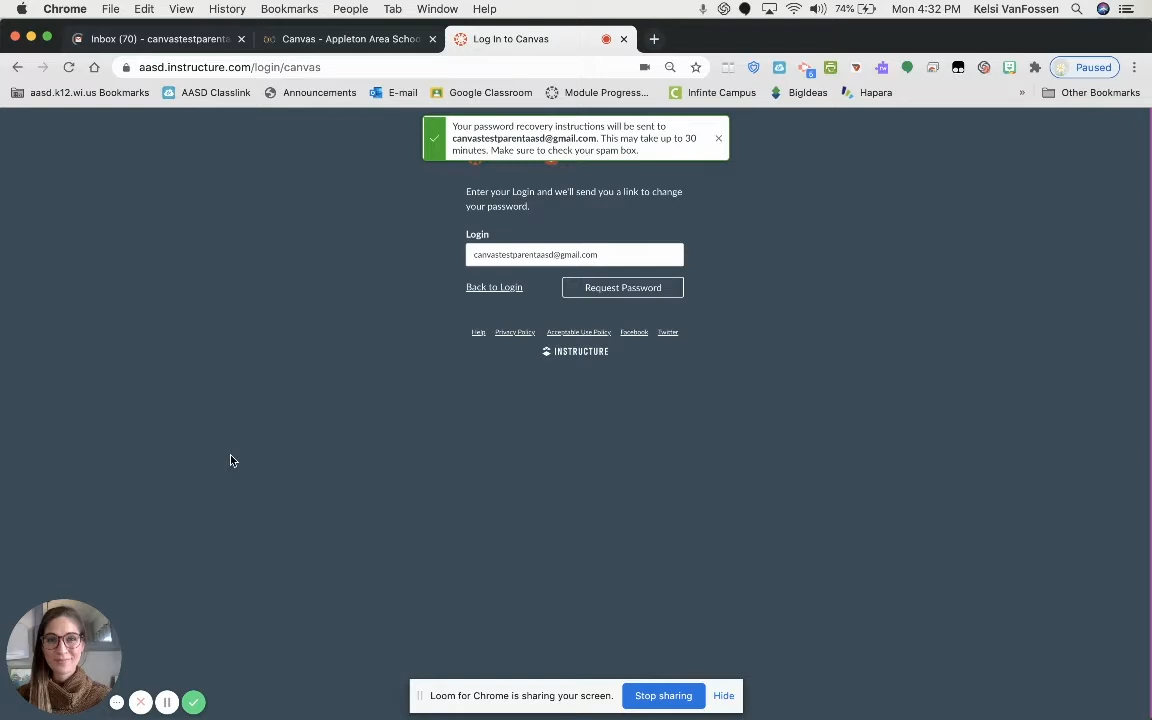 Chrome File Edit View History Bookmarks People Tab Window Help 74% Mon 4:32 PM Kelsi VanFossen
Inbox (70) - canvastestparenta Canvas - Appleton Area Schoo Log In to Canvas
aasd.instructure.com/login/canvas Paused
aasd.k12.wi.us Bookmarks AASD Classlink Announcements E-mail Google Classroom Module Progress... Infinte Campus BigIdeas Hapara » Other Bookmarks
Your password recovery instructions will be sent to
canvastestparentaasd@gmail.com. This may take up to 30
minutes. Make sure to check your spam box.
Enter your Login and we'll send you a link to change
your password.
Login
canvastestparentaasd@gmail.com
Back to Login Request Password
Help Privacy Policy Acceptable Use Policy Facebook Twitter
INSTRUCTURE
Loom for Chrome is sharing your screen. Stop sharing Hide